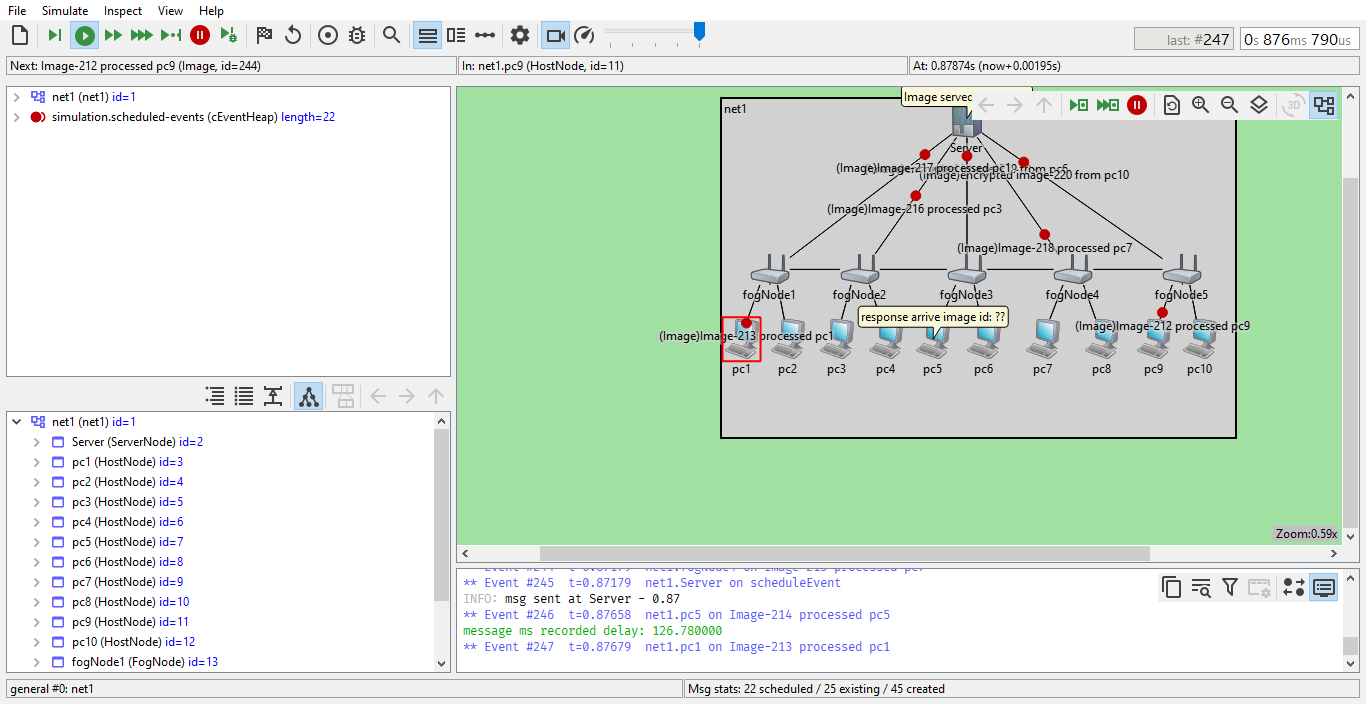 File Simulate Inspect View Help
last: #247
0s 876ms 790us
Next: Image-212 processed pc9 (Image, id=244)
In: net1.pc9 (HostNode, id=11)
At: 0.87874s (now+0.00195s)
net1 (net1) id=1
simulation.scheduled-events (cEventHeap) length=22
net1 (net1) id=1
Server (ServerNode) id=2
pc1 (HostNode) id=3
pc2 (HostNode) id=4
pc3 (HostNode) id=5
pc4 (HostNode) id=6
pc5 (HostNode) id=7
pc6 (HostNode) id=8
pc7 (HostNode) id=9
pc8 (HostNode) id=10
pc9 (HostNode) id=11
pc10 (HostNode) id=12
fogNode1 (FogNode) id=13
net1
Image served
3D
Server
(Image)Image-217 processed pc1
from pc6
(Image)encrypted image-220 from pc10
(Image)Image-216 processed pc3
(Image)Image-218 processed pc7
fogNode1 fogNode2 fogNode3 fogNode4 fogNode5
response arrive image id: ??
(Image)Image-212 processed pc9
(Image)Image-213 processed pc1
pc1 pc2 pc3 pc4 pc5 pc6 pc7 pc8 pc9 pc10
Zoom:0.59x
** Event #245 t=0.87179 net1.Server on scheduleEvent
INFO: msg sent at Server - 0.87
** Event #246 t=0.87658 net1.pc5 on Image-214 processed pc5
message ms recorded delay: 126.780000
** Event #247 t=0.87679 net1.pc1 on Image-213 processed pc1
general #0: net1
Msg stats: 22 scheduled / 25 existing / 45 created